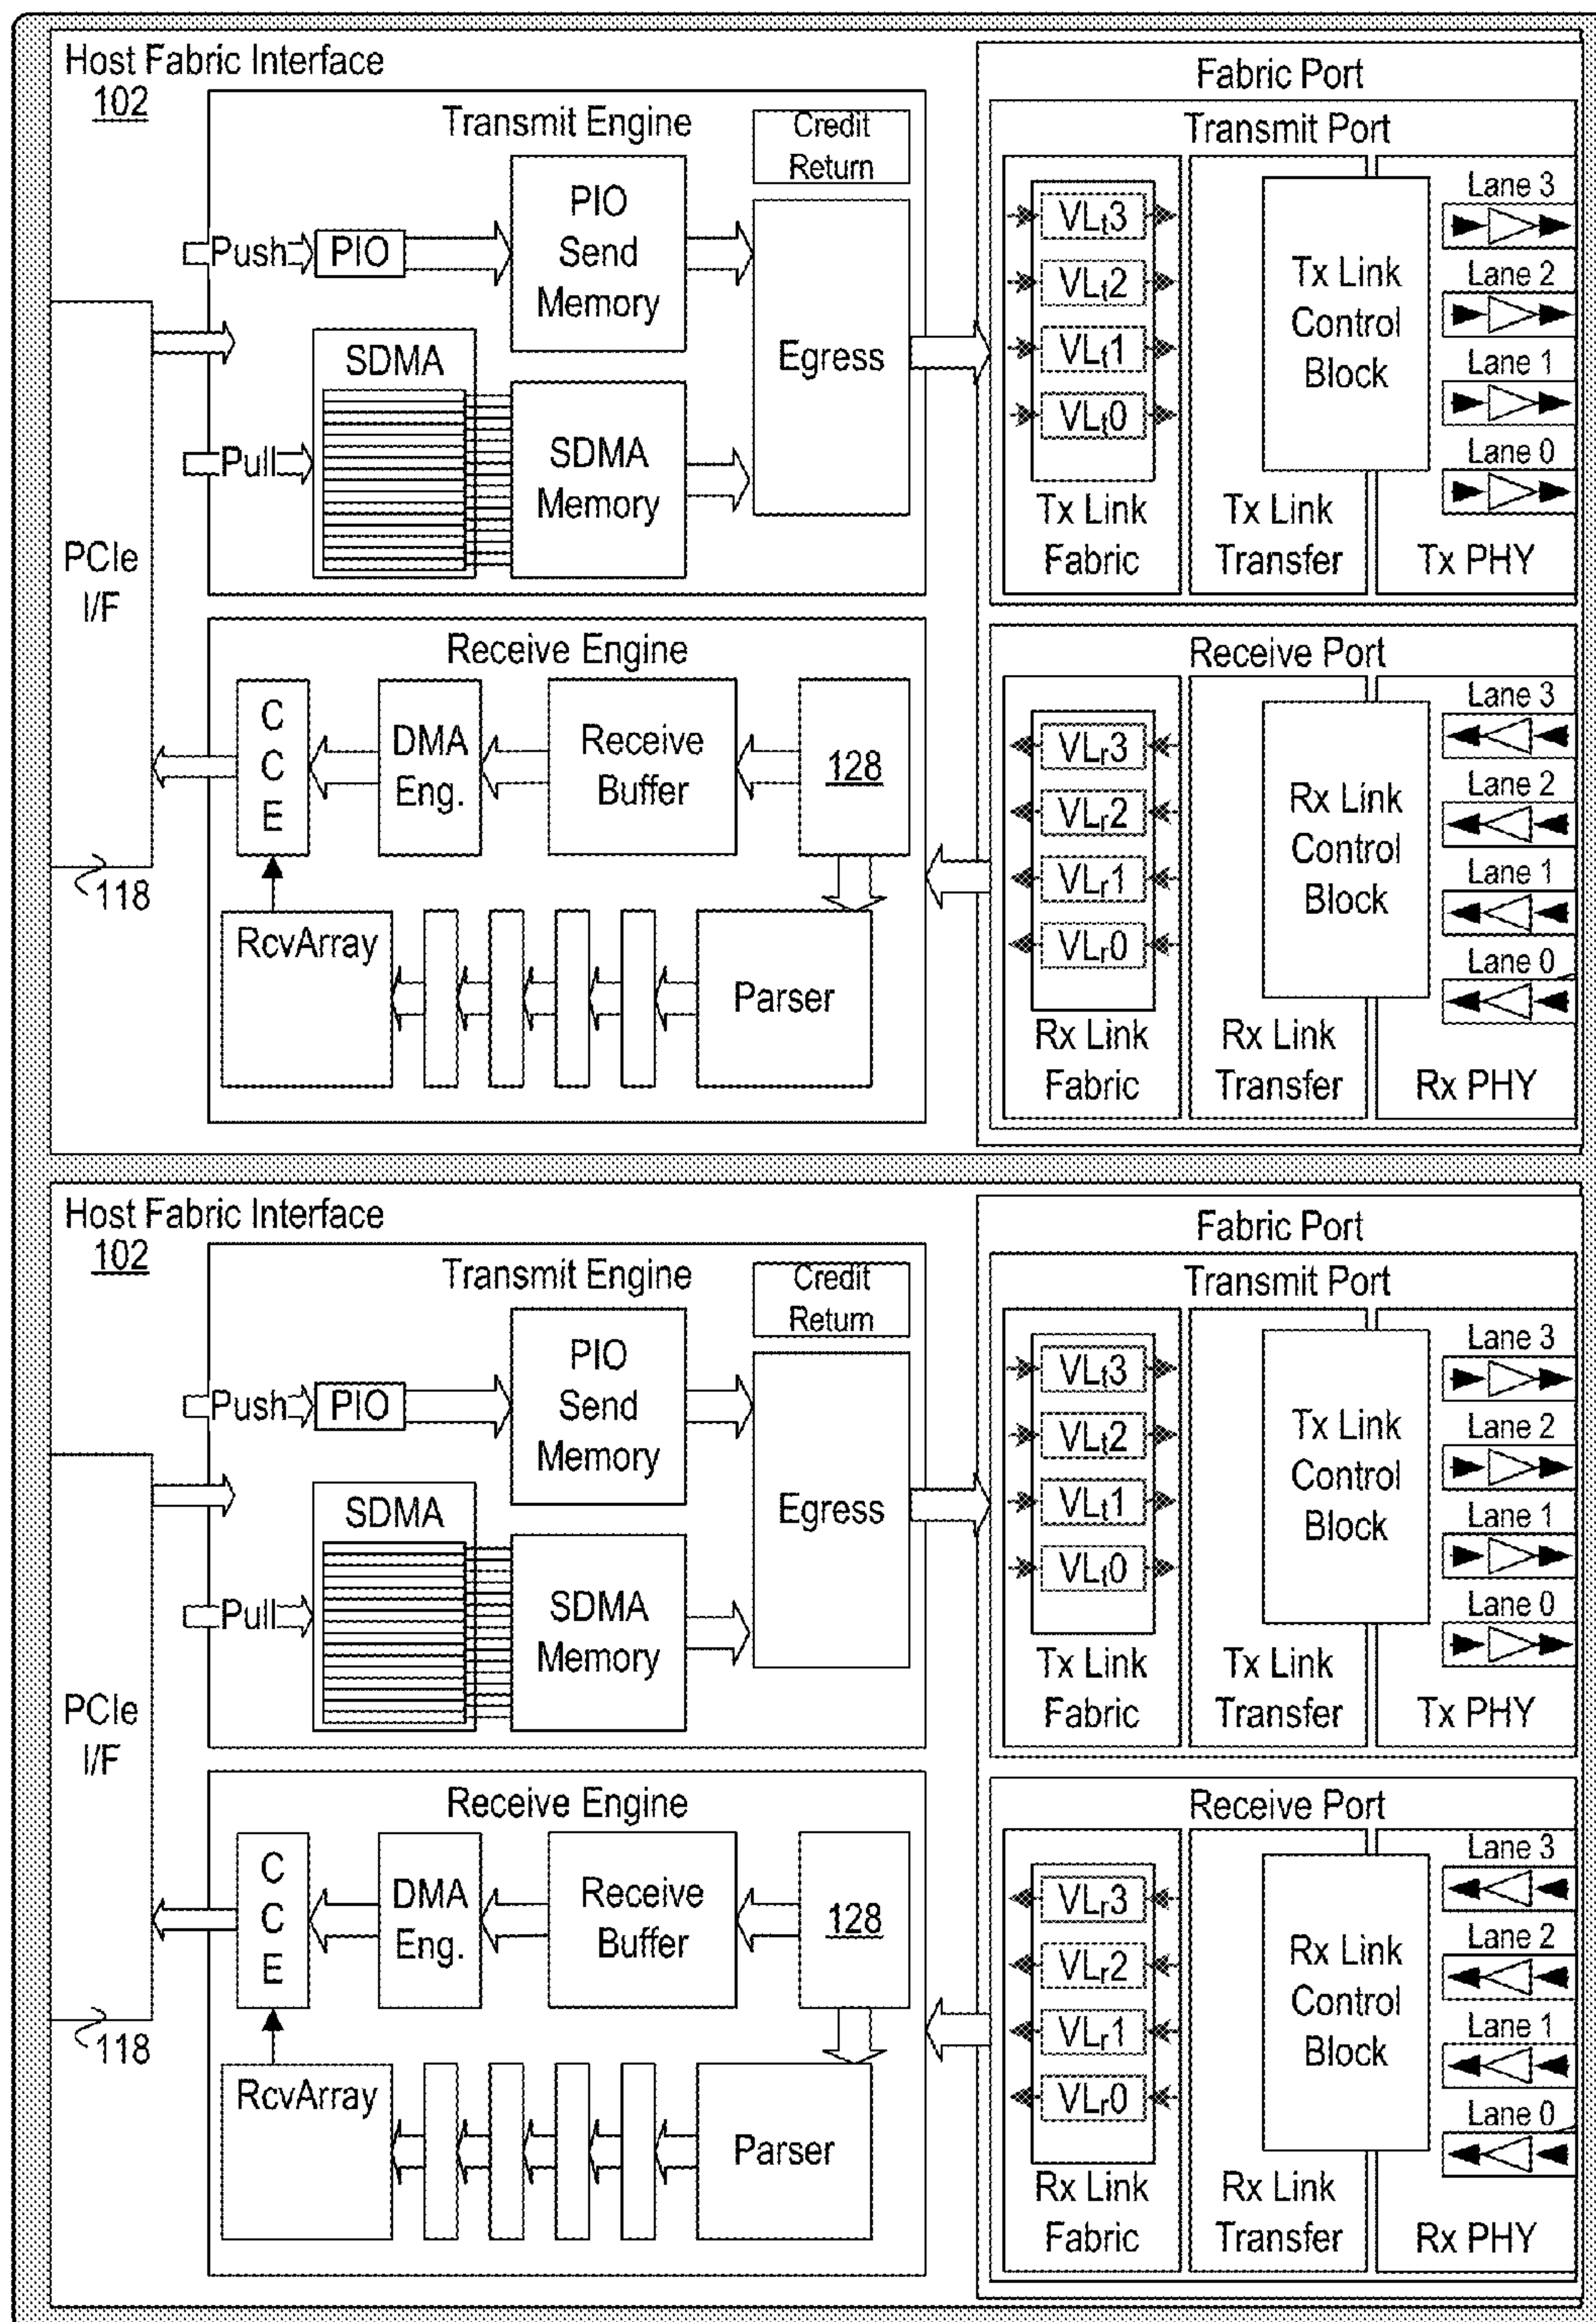 Host Fabric Interface
102
Transmit Engine
Credit
Return
Push
PIO
PIO
Send
Memory
SDMA
Pull
SDMA
Memory
Egress
PCIe
I/F
118
Receive Engine
C
C
E
DMA
Eng.
Receive
Buffer
128
RcvArray
Parser
Fabric Port
Transmit Port
VLt3
VLt2
VLt1
VLt0
Tx Link
Fabric
Tx Link
Control
Block
Tx Link
Transfer
Lane 3
Lane 2
Lane 1
Lane 0
Tx PHY
Receive Port
VLr3
VLr2
VLr1
VLr0
Rx Link
Fabric
Rx Link
Control
Block
Rx Link
Transfer
Lane 3
Lane 2
Lane 1
Lane 0
Rx PHY
Host Fabric Interface
102
Transmit Engine
Credit
Return
Push
PIO
PIO
Send
Memory
SDMA
Pull
SDMA
Memory
Egress
PCIe
I/F
118
Receive Engine
C
C
E
DMA
Eng.
Receive
Buffer
128
RcvArray
Parser
Fabric Port
Transmit Port
VLt3
VLt2
VLt1
VLt0
Tx Link
Fabric
Tx Link
Control
Block
Tx Link
Transfer
Lane 3
Lane 2
Lane 1
Lane 0
Tx PHY
Receive Port
VLr3
VLr2
VLr1
VLr0
Rx Link
Fabric
Rx Link
Control
Block
Rx Link
Transfer
Lane 3
Lane 2
Lane 1
Lane 0
Rx PHY